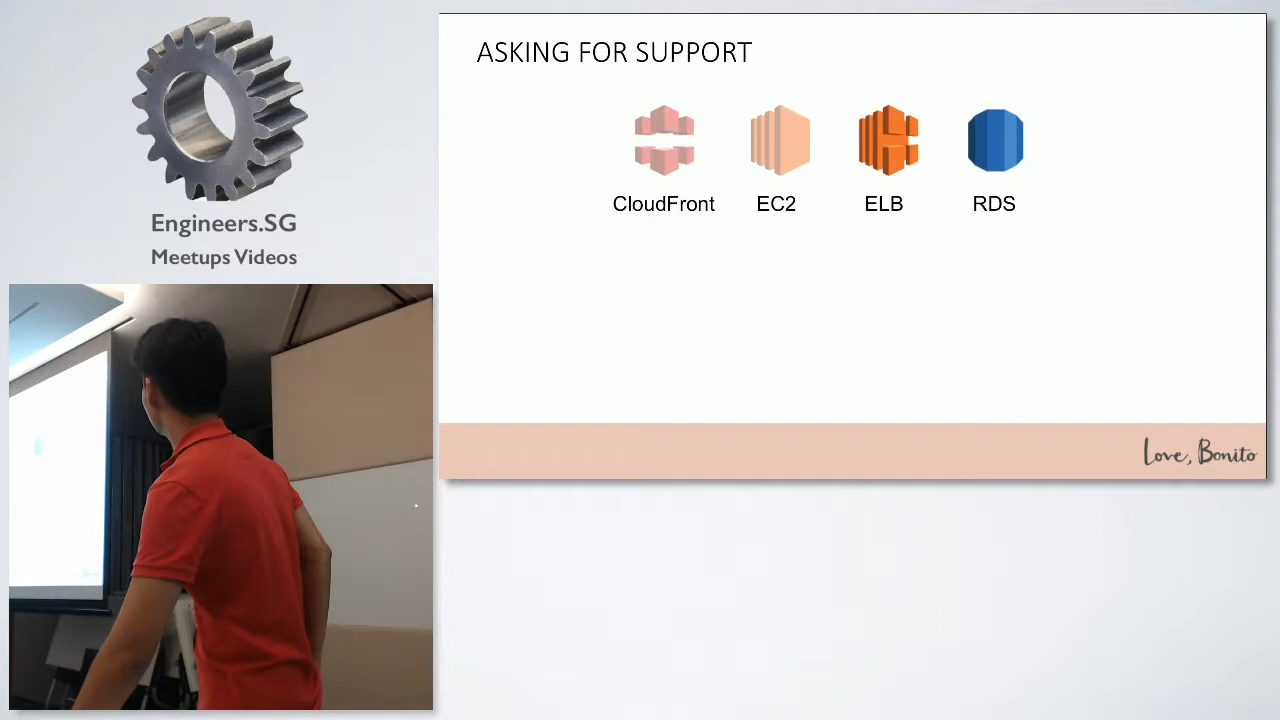 Engineers.SG
Meetups Videos
ASKING FOR SUPPORT
CloudFront EC2 ELB RDS
Love, Bonito